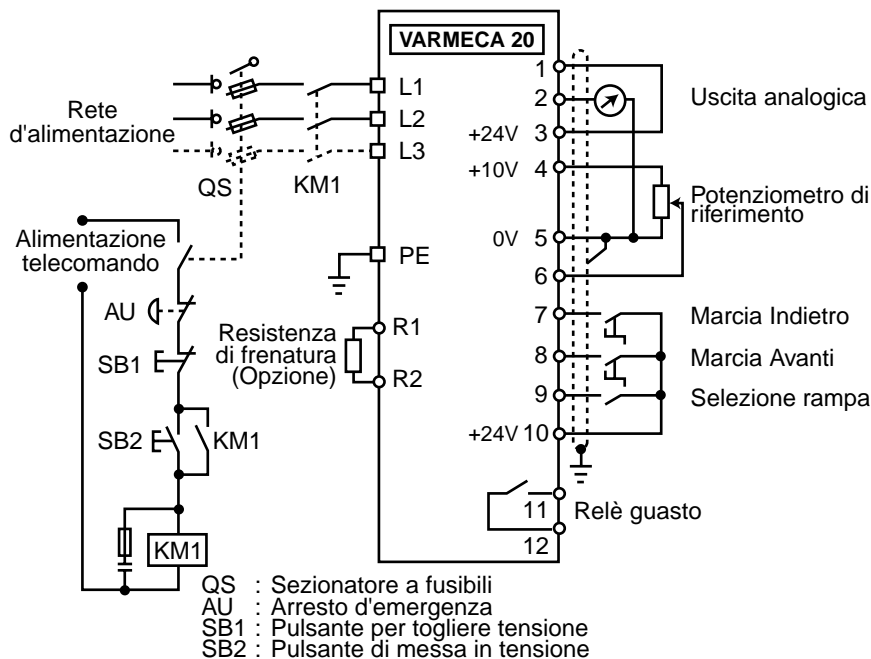 VARMECA 20
L1
L2
L3
Rete
d'alimentazione
QS
KM1
1
2
+24V 3
+10V 4
0V 5
6
7
8
9
+24V 10
11
12
Uscita analogica
Potenziometro di
riferimento
Alimentazione
telecomando
PE
AU
SB1
SB2
KM1
KM1
Resistenza
di frenatura
(Opzione)
R1
R2
Marcia Indietro
Marcia Avanti
Selezione rampa
Relè guasto
QS : Sezionatore a fusibili
AU : Arresto d'emergenza
SB1 : Pulsante per togliere tensione
SB2 : Pulsante di messa in tensione